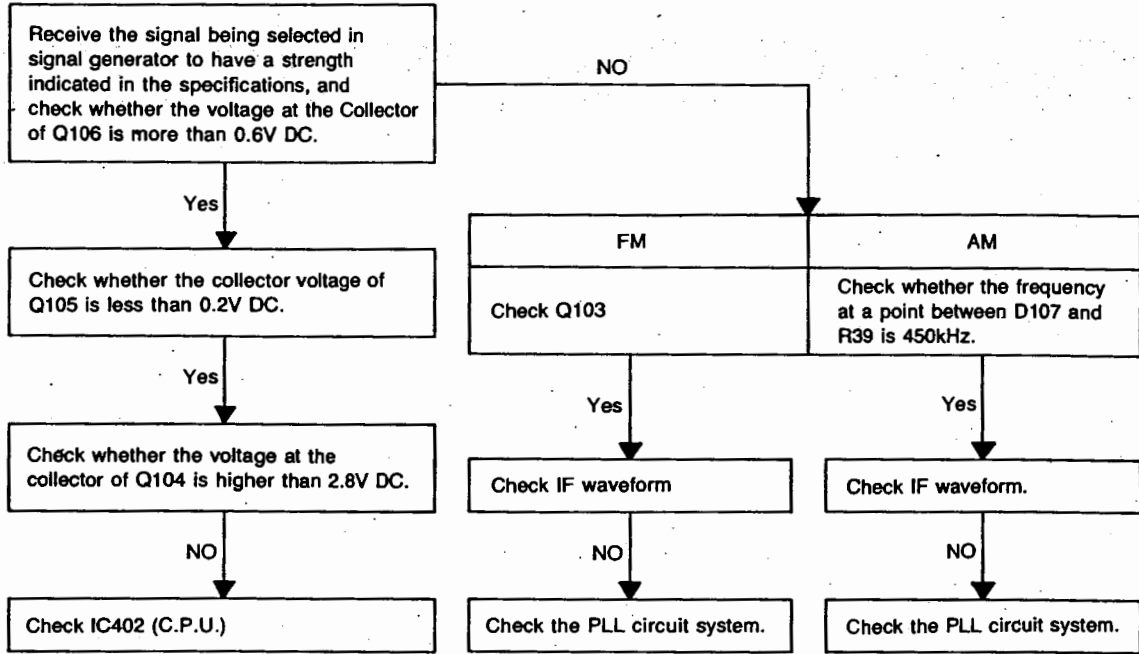 Receive the signal being selected in
signal generator to have a strength
indicated in the specifications, and
check whether the voltage at the Collector
of Q106 is more than 0.6V DC.
NO
Yes
Check whether the collector voltage of
Q105 is less than 0.2V DC.
Yes
Check whether the voltage at the
collector of Q104 is higher than 2.8V DC.
NO
Check IC402 (C.P.U.)
FM
AM
Check Q103
Check whether the frequency
at a point between D107 and
R39 is 450kHz.
Yes
Yes
Check IF waveform
Check IF waveform.
NO
NO
Check the PLL circuit system.
Check the PLL circuit system.